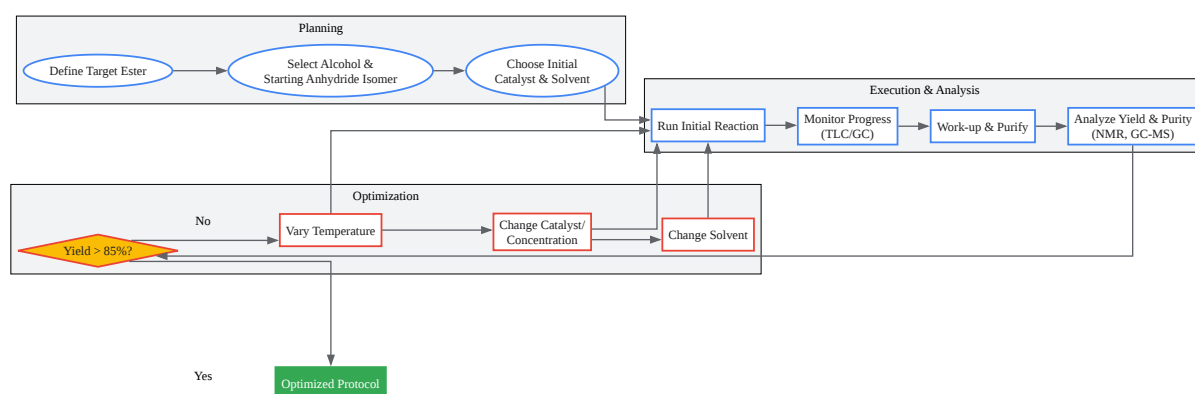 Planning
Define Target Ester
Select Alcohol &
Starting Anhydride Isomer
Choose Initial
Catalyst & Solvent
Execution & Analysis
Run Initial Reaction
Monitor Progress
(TLC/GC)
Work-up & Purify
Analyze Yield & Purity
(NMR, GC-MS)
Optimization
No
Yield > 85%?
Vary Temperature
Change Catalyst/
Concentration
Change Solvent
Yes
Optimized Protocol